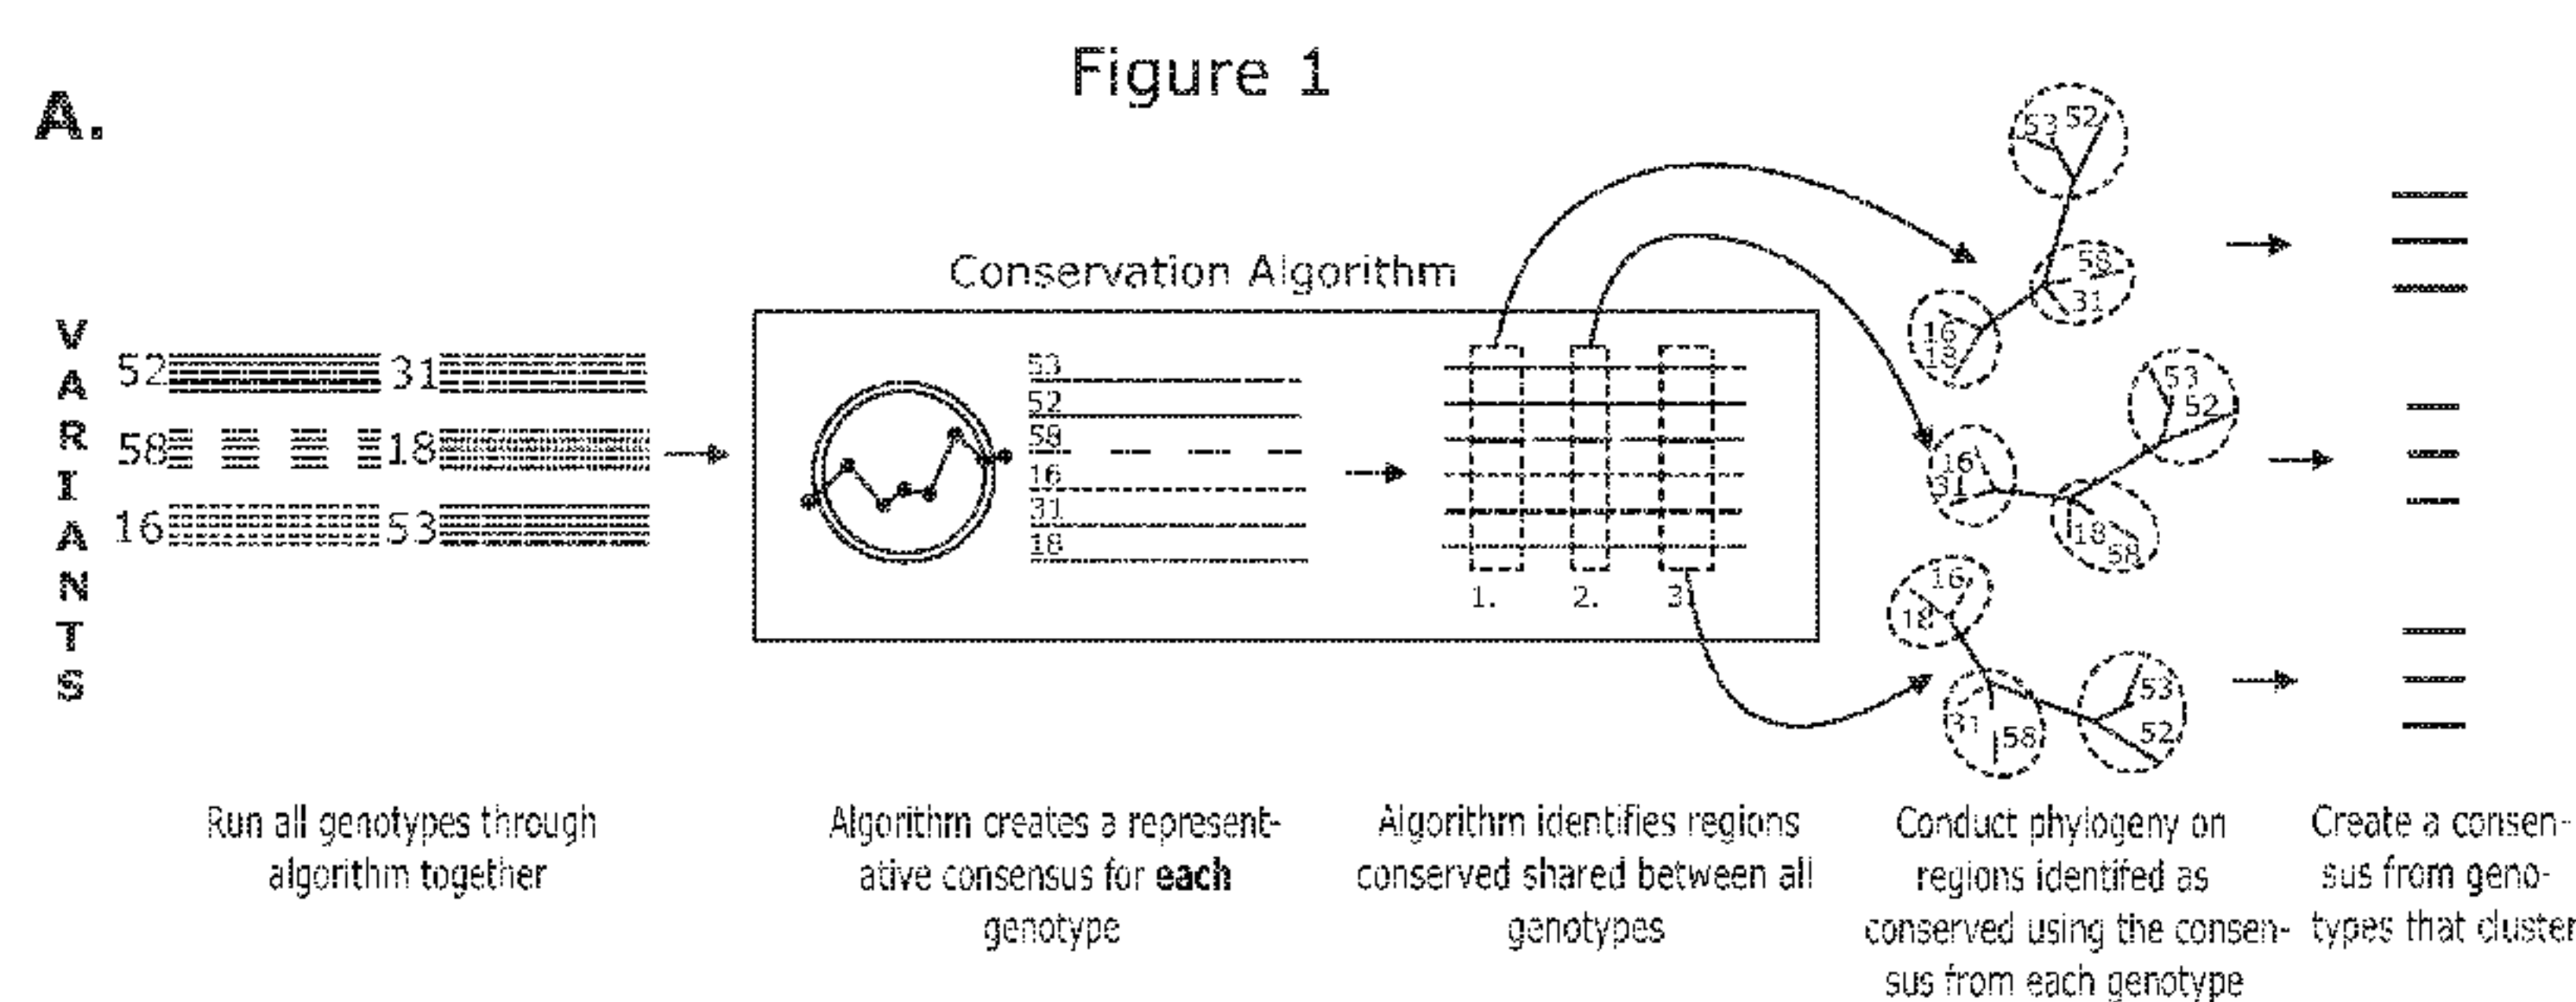 Figure 1
A.
VARIANTS
52 31
58 18
16 53
Conservation Algorithm
53
52
58
16
31
18
1. 2. 3.
53 52
58
31
16
18
53
52
16
31
18
58
16
18
31
58
53
52
Run all genotypes through
algorithm together
Algorithm creates a represent-
ative consensus for each
genotype
Algorithm identifies regions
conserved shared between all
genotypes
Conduct phylogeny on
regions identifed as
conserved using the consen-
sus from each genotype
Create a consen-
sus from geno-
types that cluster